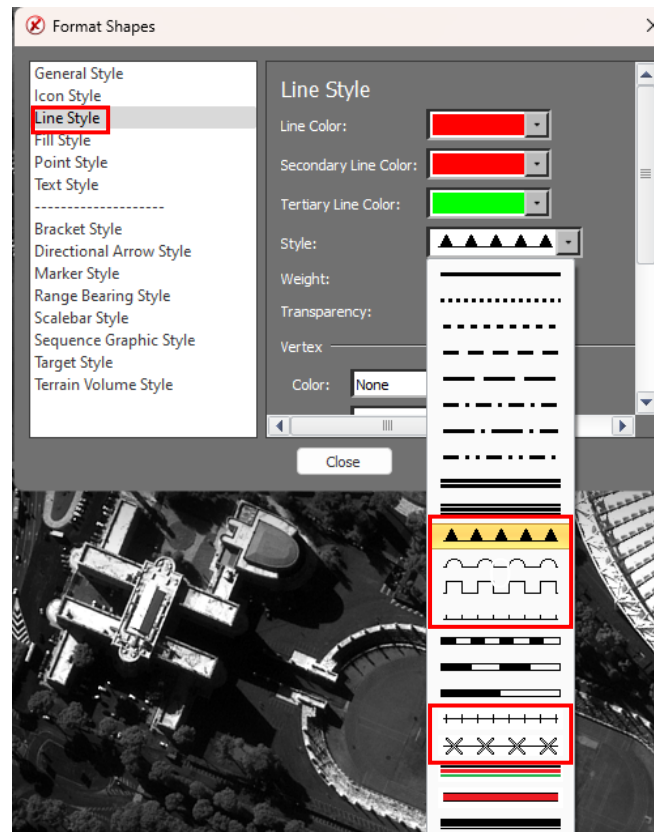 Format Shapes
General Style
Icon Style
Line Style
Fill Style
Point Style
Text Style
--------------------
Bracket Style
Directional Arrow Style
Marker Style
Range Bearing Style
Scalebar Style
Sequence Graphic Style
Target Style
Terrain Volume Style
Line Style
Line Color:
Secondary Line Color:
Tertiary Line Color:
Style:
Weight:
Transparency:
Vertex
Color: None
Close